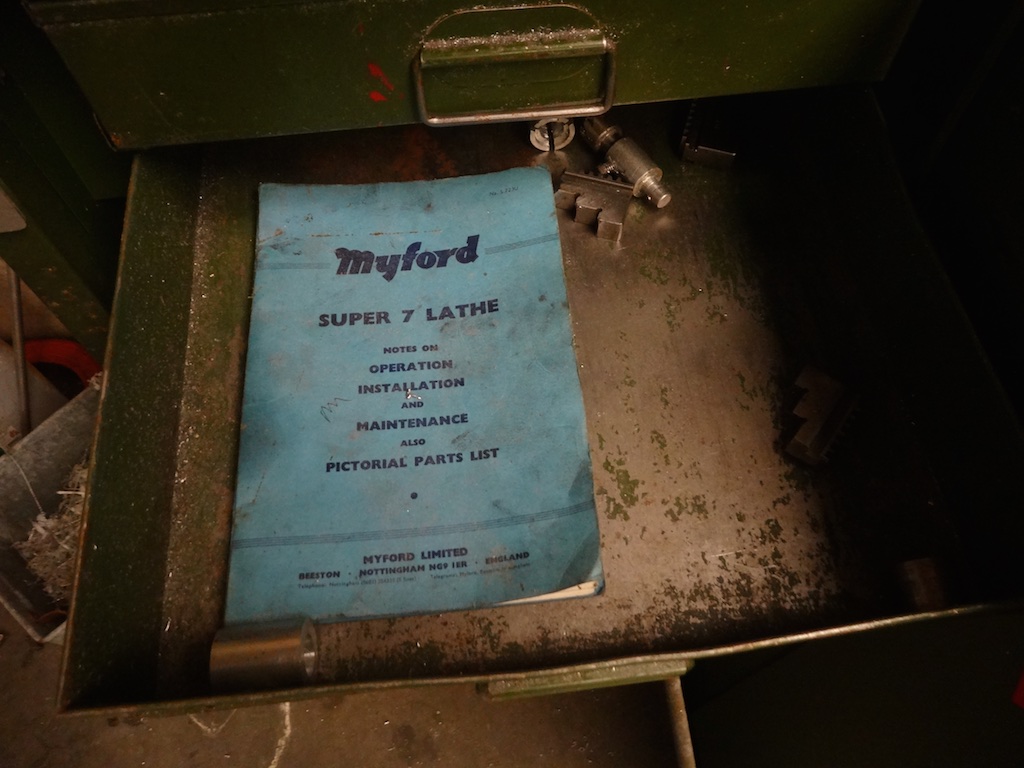 Myford
SUPER 7 LATHE
NOTES ON
OPERATION
INSTALLATION
AND
MAINTENANCE
ALSO
PICTORIAL PARTS LIST
MYFORD LIMITED
BEESTON · NOTTINGHAM NG9 1ER · ENGLAND